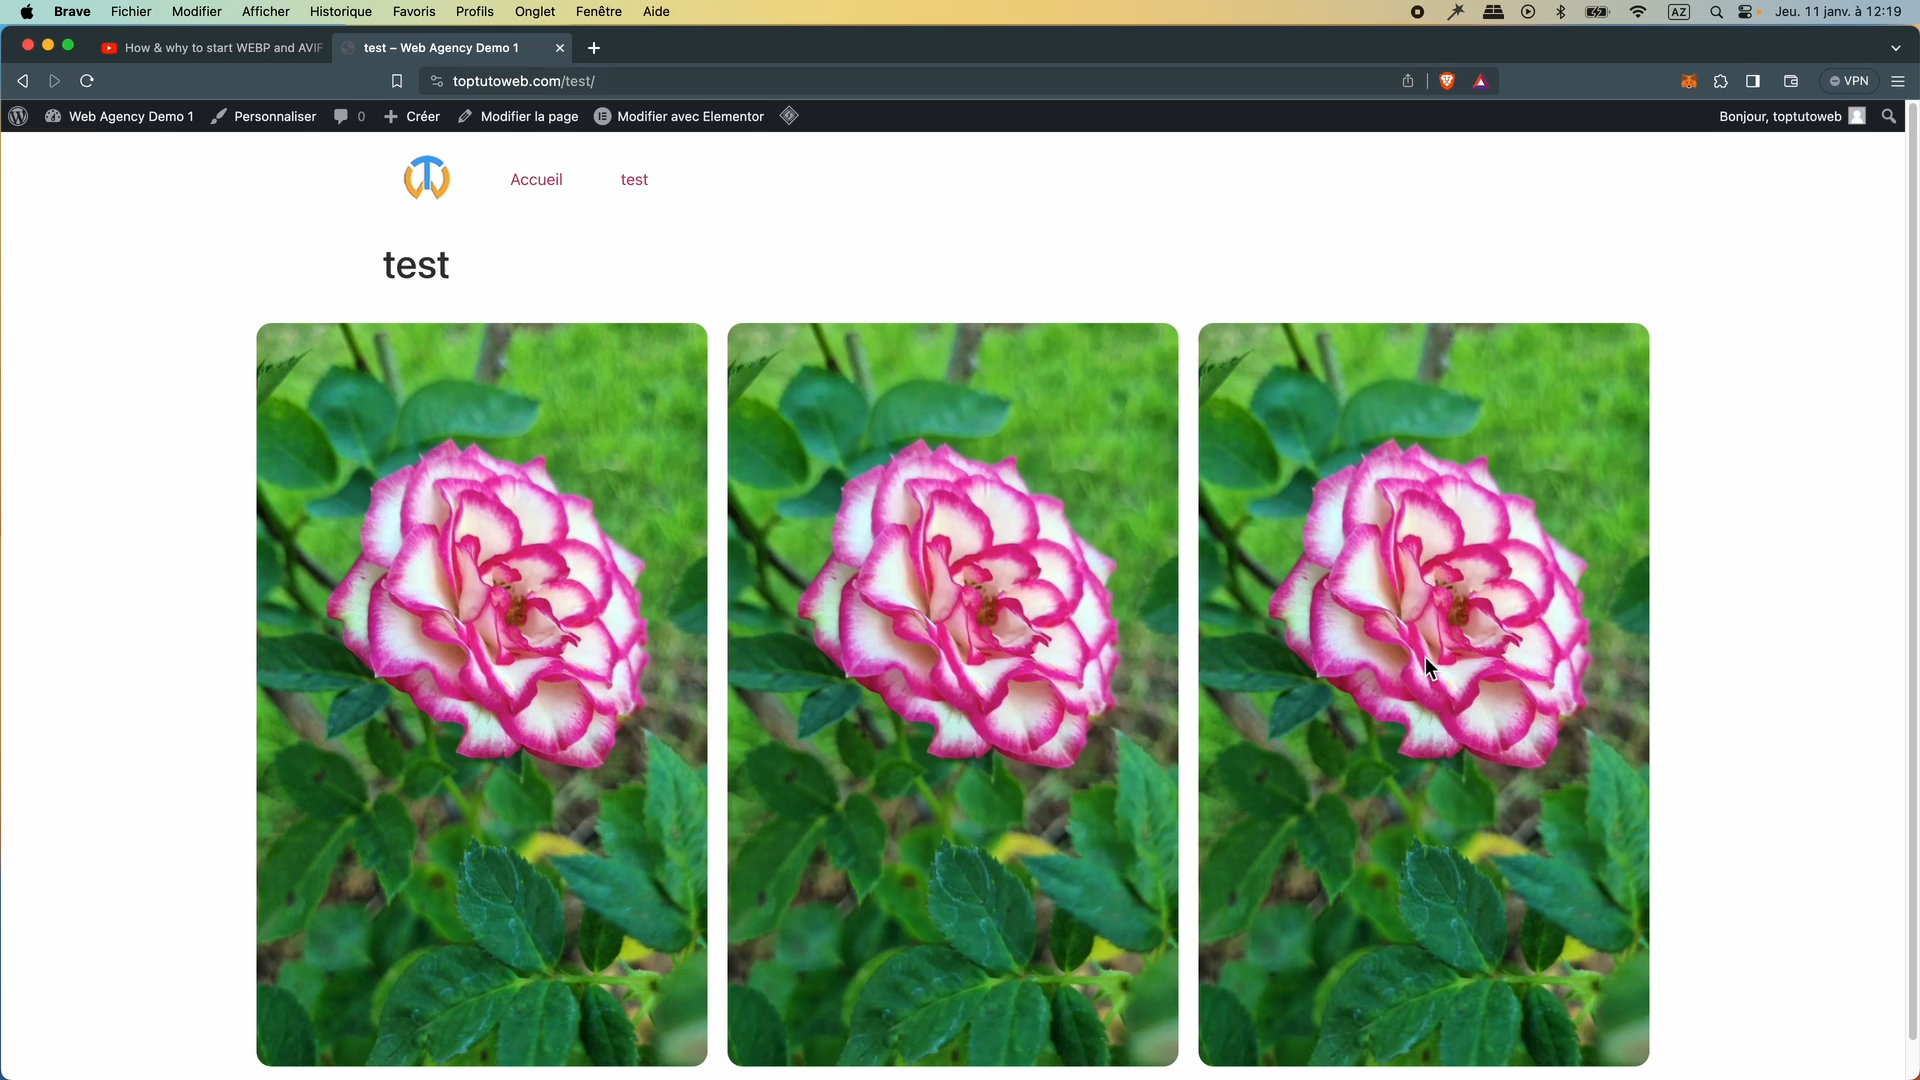 Brave Fichier Modifier Afficher Historique Favoris Profils Onglet Fenêtre Aide AZ Jeu. 11 janv. à 12:19
How & why to start WEBP and AVIF test – Web Agency Demo 1
toptutoweb.com/test/ VPN
Web Agency Demo 1 Personnaliser 0 Créer Modifier la page Modifier avec Elementor Bonjour, toptutoweb
Accueil test
test